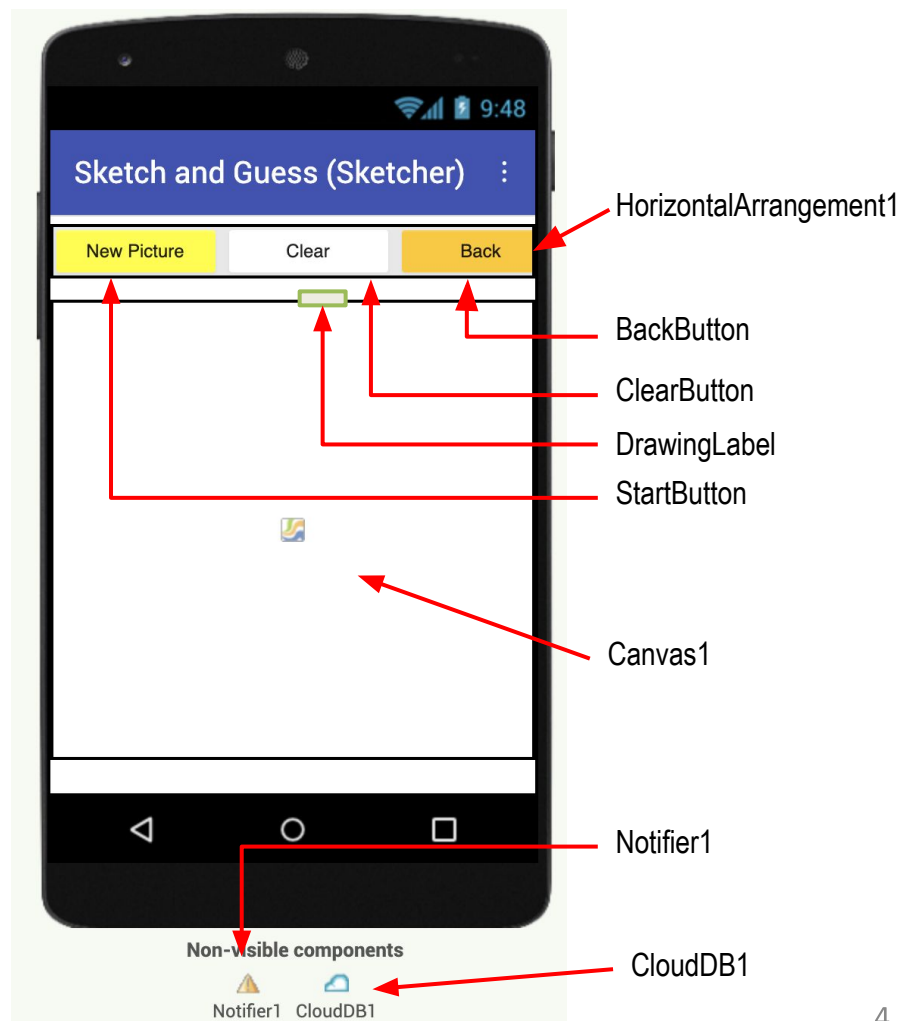 9:48
Sketch and Guess (Sketcher)
HorizontalArrangement1
New Picture Clear Back
BackButton
ClearButton
DrawingLabel
StartButton
Canvas1
Notifier1
Non-visible components
CloudDB1
Notifier1 CloudDB1
4